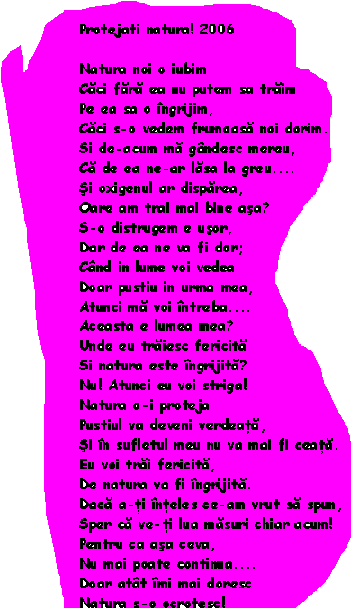 Protejati natura! 2006
Natura noi o iubim
Căci fără ea nu putem sa trăim
Pe ea sa o îngrijim,
Căci s-o vedem frumoasă noi dorim.
Si de-acum mă gândesc mereu,
Că de ea ne-ar lăsa la greu....
Şi oxigenul ar dispărea,
Oare am trai mai bine aşa?
S-o distrugem e uşor,
Dar de ea ne va fi dor;
Când in lume voi vedea
Doar pustiu in urma mea,
Atunci mă voi întreba....
Aceasta e lumea mea?
Unde eu trăiesc fericită
Si natura este îngrijită?
Nu! Atunci eu voi striga!
Natura o-i proteja
Pustiul va deveni verdeaţă,
Şi în sufletul meu nu va mai fi ceaţă.
Eu voi trăi fericită,
De natura va fi îngrijită.
Dacă a-ţi înţeles ce-am vrut să spun,
Sper că ve-ţi lua măsuri chiar acum!
Pentru ca aşa ceva,
Nu mai poate continua....
Doar atât îmi mai doresc
Natura s-o ocrotesc!